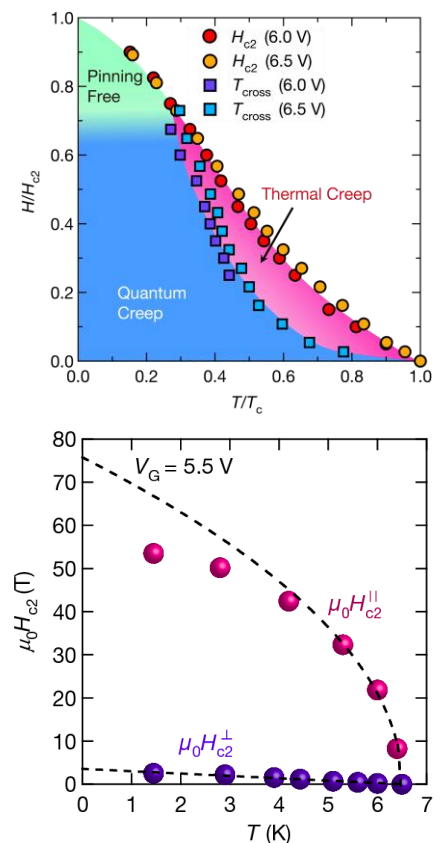 1.0
0.8
0.6
0.4
0.2
0.0
H/Hc2
Pinning
Free
Hc2 (6.0 V)
Hc2 (6.5 V)
Tcross (6.0 V)
Tcross (6.5 V)
Thermal Creep
Quantum
Creep
0.0 0.2 0.4 0.6 0.8 1.0
T/Tc
80
70
60
50
40
30
20
10
0
μ0Hc2 (T)
VG = 5.5 V
μ0Hc2||
μ0Hc2⊥
0 1 2 3 4 5 6 7
T (K)